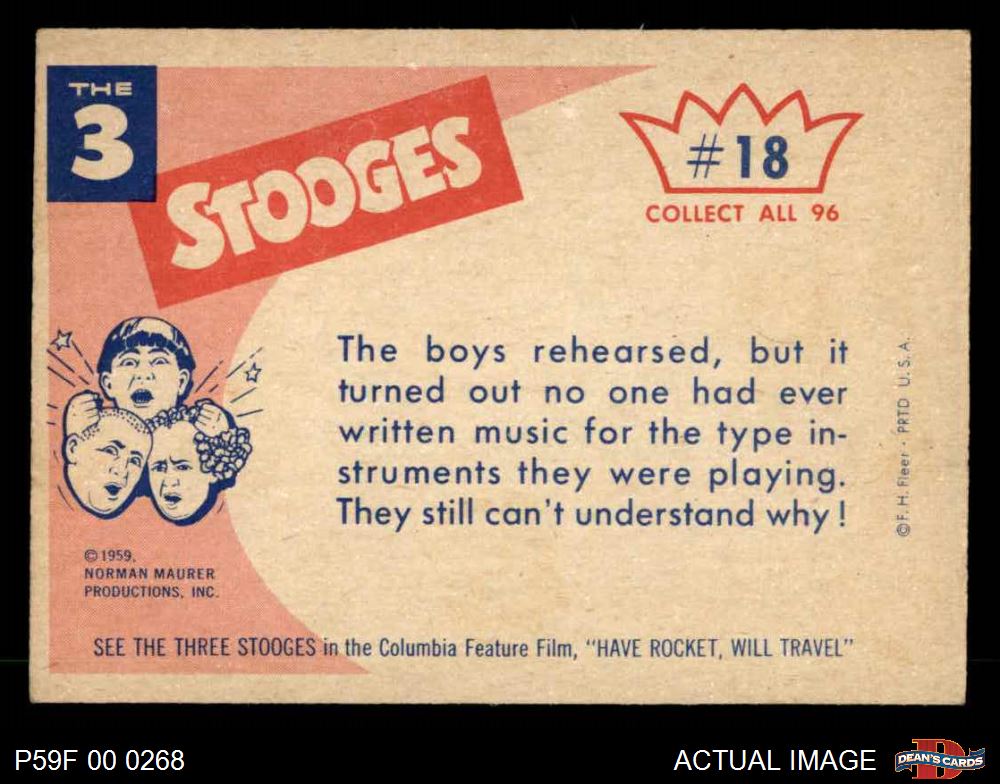 THE
3
STOOGES
#18
COLLECT ALL 96
The boys rehearsed, but it
turned out no one had ever
written music for the type in-
struments they were playing.
They still can't understand why!
©F. H. Fleer • PRTD U. S. A.
©1959,
NORMAN MAURER
PRODUCTIONS, INC.
SEE THE THREE STOOGES in the Columbia Feature Film, "HAVE ROCKET, WILL TRAVEL"
P59F 00 0268
ACTUAL IMAGE
DEAN'S CARDS